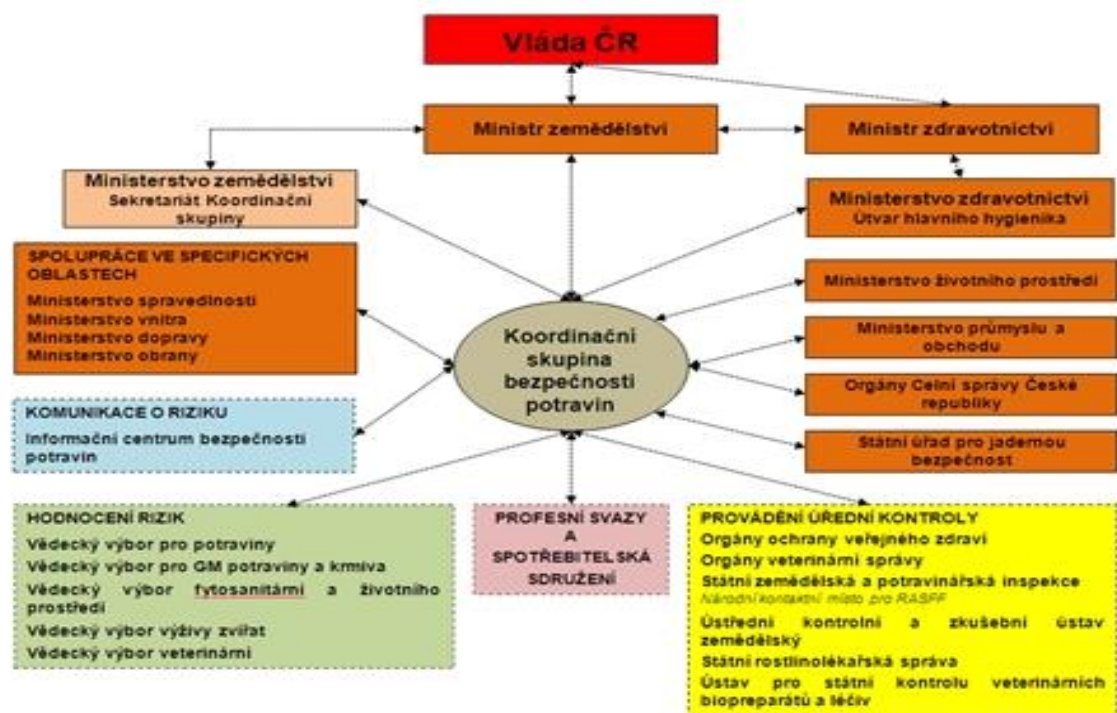 Vláda ČR
Ministr zemědělství
Ministr zdravotnictví
Ministerstvo zemědělství
Sekretariát Koordinační
skupiny
Ministerstvo zdravotnictví
Útvar hlavního hygienika
SPOLUPRÁCE VE SPECIFICKÝCH
OBLASTECH
Ministerstvo spravedlnosti
Ministerstvo vnitra
Ministerstvo dopravy
Ministerstvo obrany
Ministerstvo životního prostředí
Koordinační
skupina
bezpečnosti
potravin
Ministerstvo průmyslu a
obchodu
Orgány Celní správy České
republiky
Státní úřad pro jadernou
bezpečnost
KOMUNIKACE O RIZIKU
Informační centrum bezpečnosti
potravin
HODNOCENÍ RIZIK
Vědecký výbor pro potraviny
Vědecký výbor pro GM potraviny a krmiva
Vědecký výbor fytosanitární a životního
prostředí
Vědecký výbor výživy zvířat
Vědecký výbor veterinární
PROFESNÍ SVAZY
A
SPOTŘEBITELSKÁ
SDRUŽENÍ
PROVÁDĚNÍ ÚŘEDNÍ KONTROLY
Orgány ochrany veřejného zdraví
Orgány veterinární správy
Státní zemědělská a potravinářská inspekce
Národní kontaktní místo pro RASFF
Ústřední kontrolní a zkušební ústav
zemědělský
Státní rostlinolékařská správa
Ústav pro státní kontrolu veterinárních
biopreparátů a léčiv